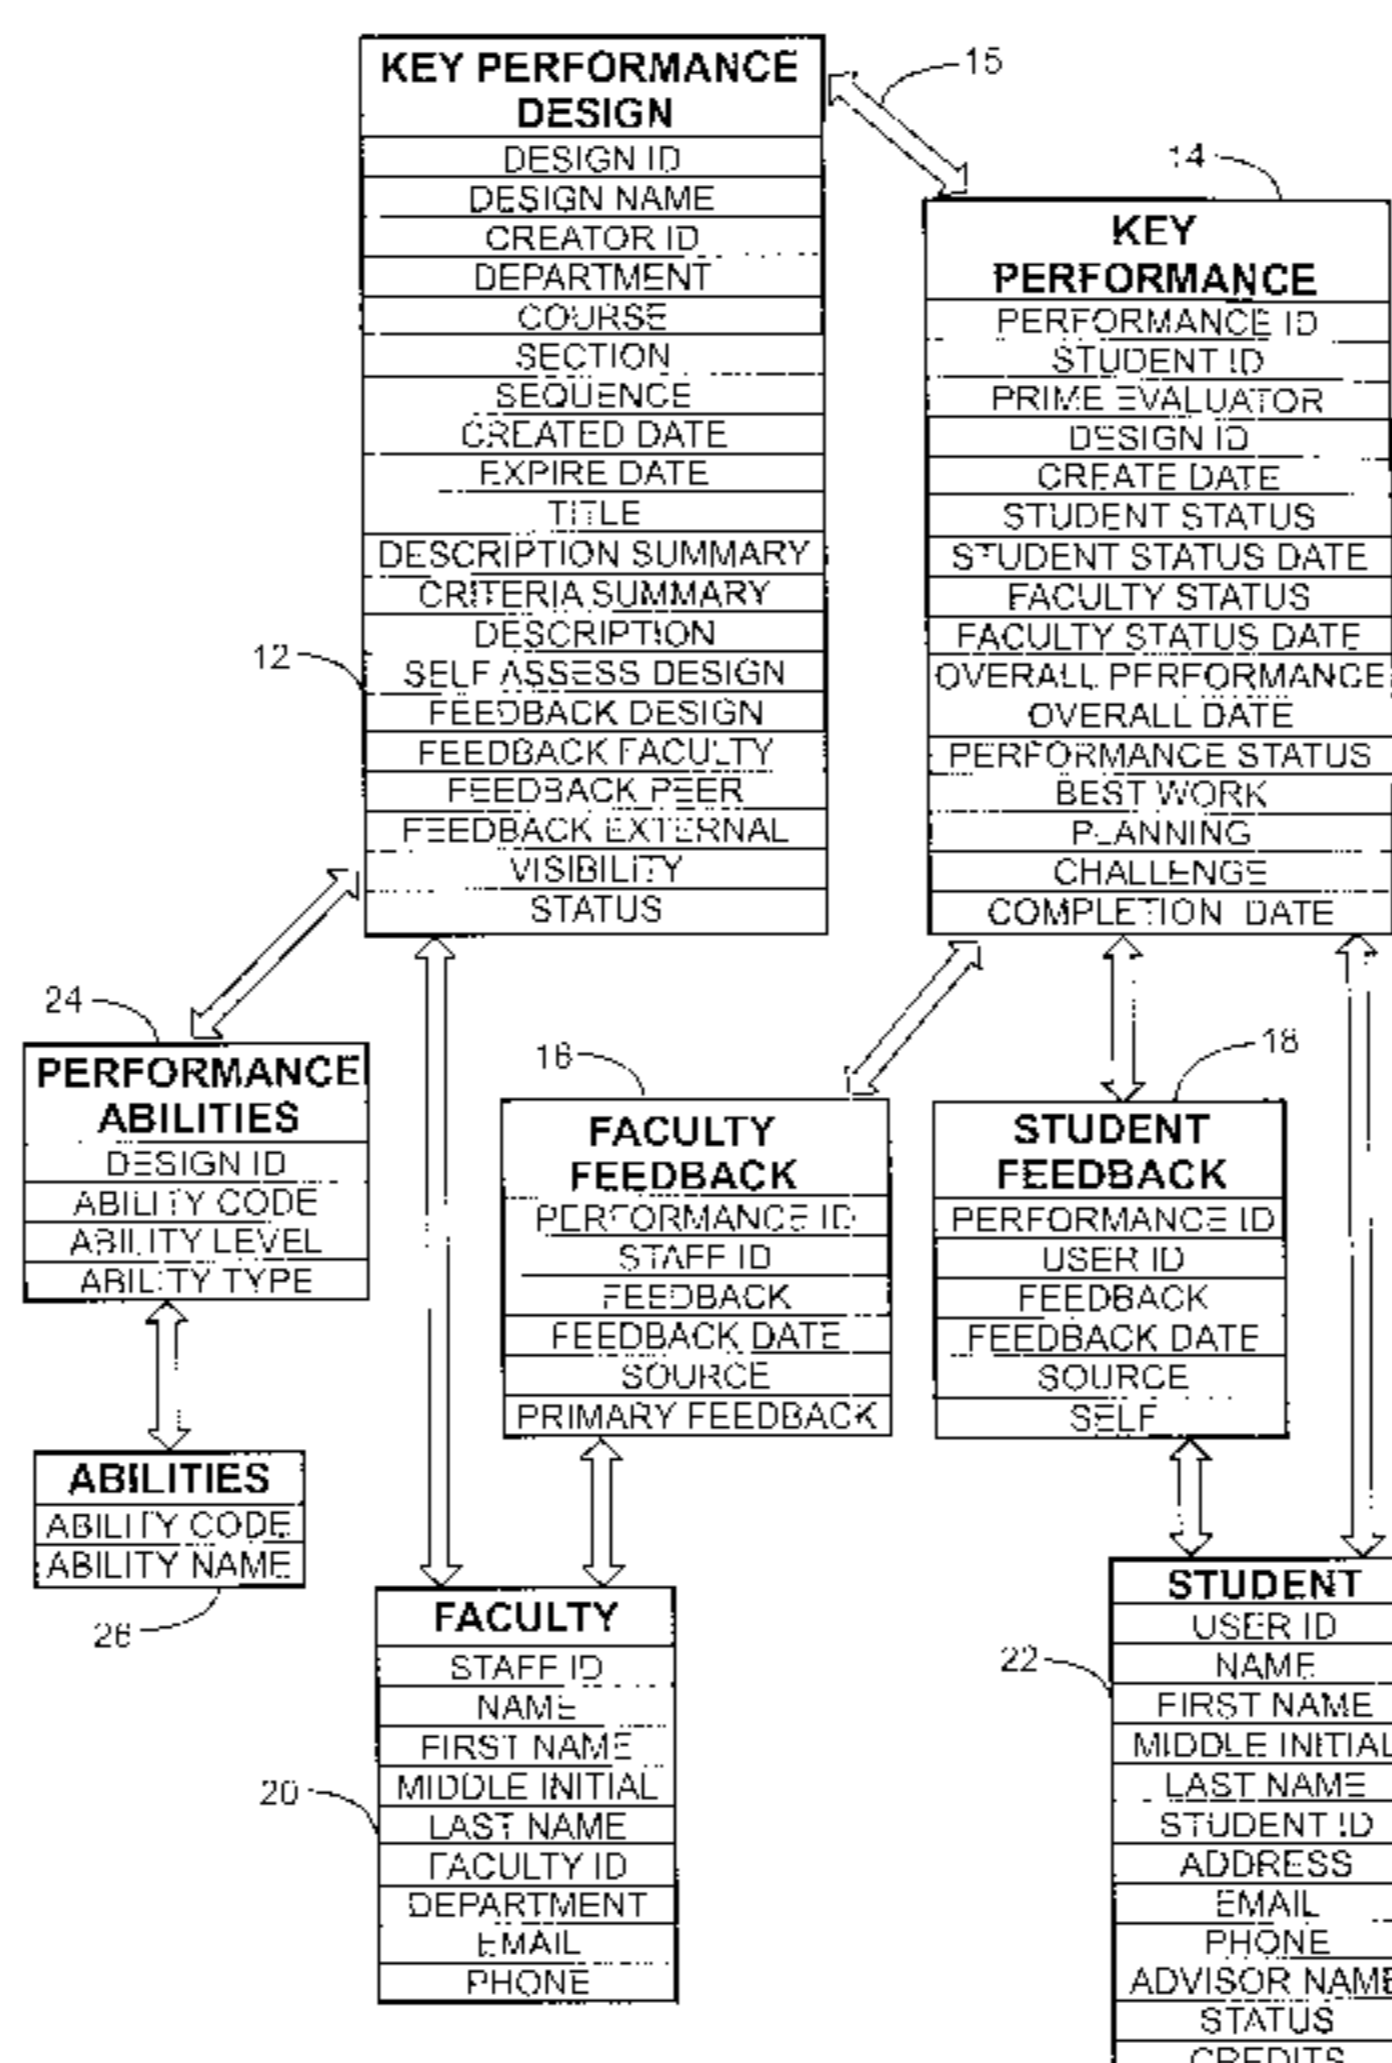 KEY PERFORMANCE
DESIGN
DESIGN ID
DESIGN NAME
CREATOR ID
DEPARTMENT
COURSE
SECTION
SEQUENCE
CREATED DATE
EXPIRE DATE
TITLE
DESCRIPTION SUMMARY
CRITERIA SUMMARY
DESCRIPTION
SELF ASSESS DESIGN
FEEDBACK DESIGN
FEEDBACK FACULTY
FEEDBACK PEER
FEEDBACK EXTERNAL
VISIBILITY
STATUS
12
15
14
KEY
PERFORMANCE
PERFORMANCE ID
STUDENT ID
PRIME EVALUATOR
DESIGN ID
CREATE DATE
STUDENT STATUS
STUDENT STATUS DATE
FACULTY STATUS
FACULTY STATUS DATE
OVERALL PERFORMANCE
OVERALL DATE
PERFORMANCE STATUS
BEST WORK
PLANNING
CHALLENGE
COMPLETION DATE
24
PERFORMANCE
ABILITIES
DESIGN ID
ABILITY CODE
ABILITY LEVEL
ABILITY TYPE
16
FACULTY
FEEDBACK
PERFORMANCE ID
STAFF ID
FEEDBACK
FEEDBACK DATE
SOURCE
PRIMARY FEEDBACK
18
STUDENT
FEEDBACK
PERFORMANCE ID
USER ID
FEEDBACK
FEEDBACK DATE
SOURCE
SELF
ABILITIES
ABILITY CODE
ABILITY NAME
26
FACULTY
STAFF ID
NAME
FIRST NAME
MIDDLE INITIAL
LAST NAME
FACULTY ID
DEPARTMENT
EMAIL
PHONE
20
STUDENT
USER ID
NAME
FIRST NAME
MIDDLE INITIAL
LAST NAME
STUDENT ID
ADDRESS
EMAIL
PHONE
ADVISOR NAME
STATUS
CREDITS
22